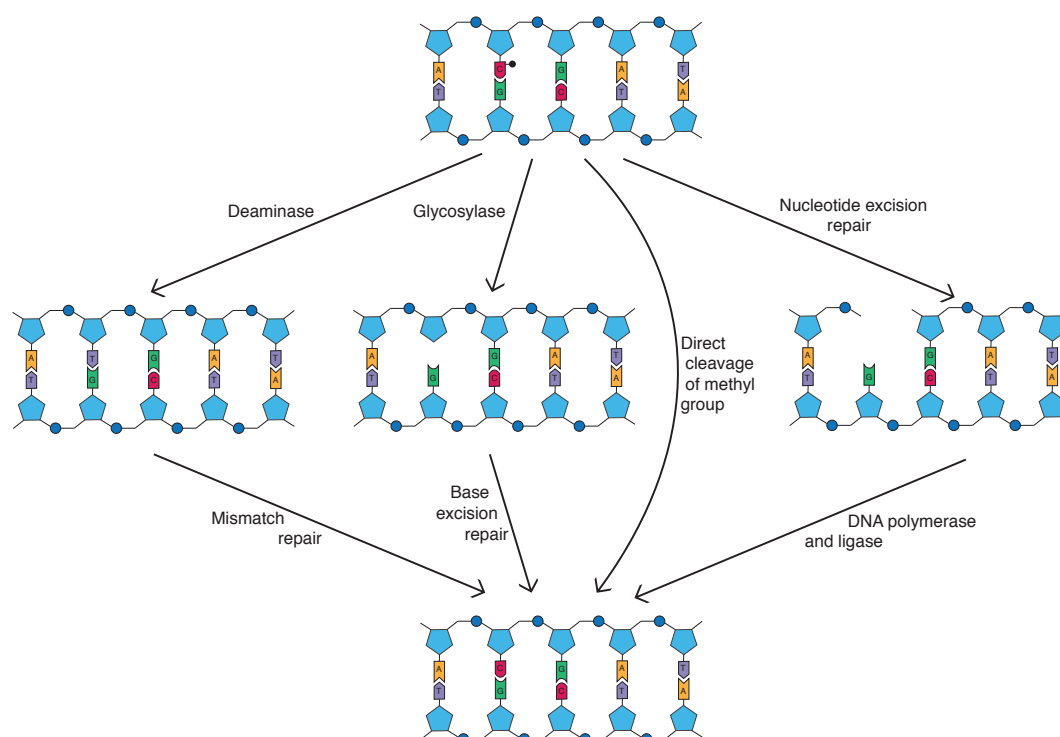 A C G A T
T G C T A
Deaminase
Glycosylase
Nucleotide excision
repair
A T G A T
T G C T A
A G A T
T G C T A
Direct
cleavage
of methyl
group
A G A T
T G C T A
Mismatch
repair
Base
excision
repair
DNA polymerase
and ligase
A C G A T
T G C T A